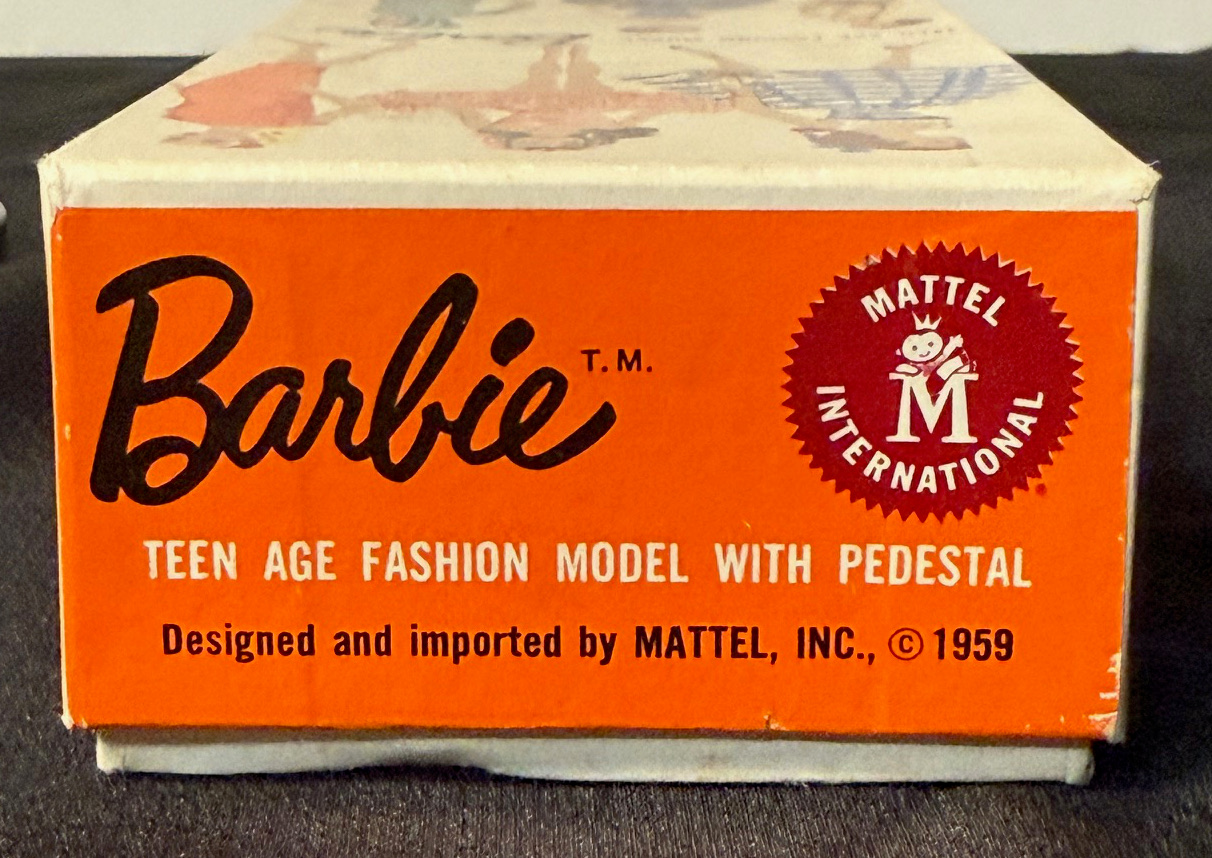 Barbie T.M.
MATTEL
M
INTERNATIONAL
TEEN AGE FASHION MODEL WITH PEDESTAL
Designed and imported by MATTEL, INC., © 1959